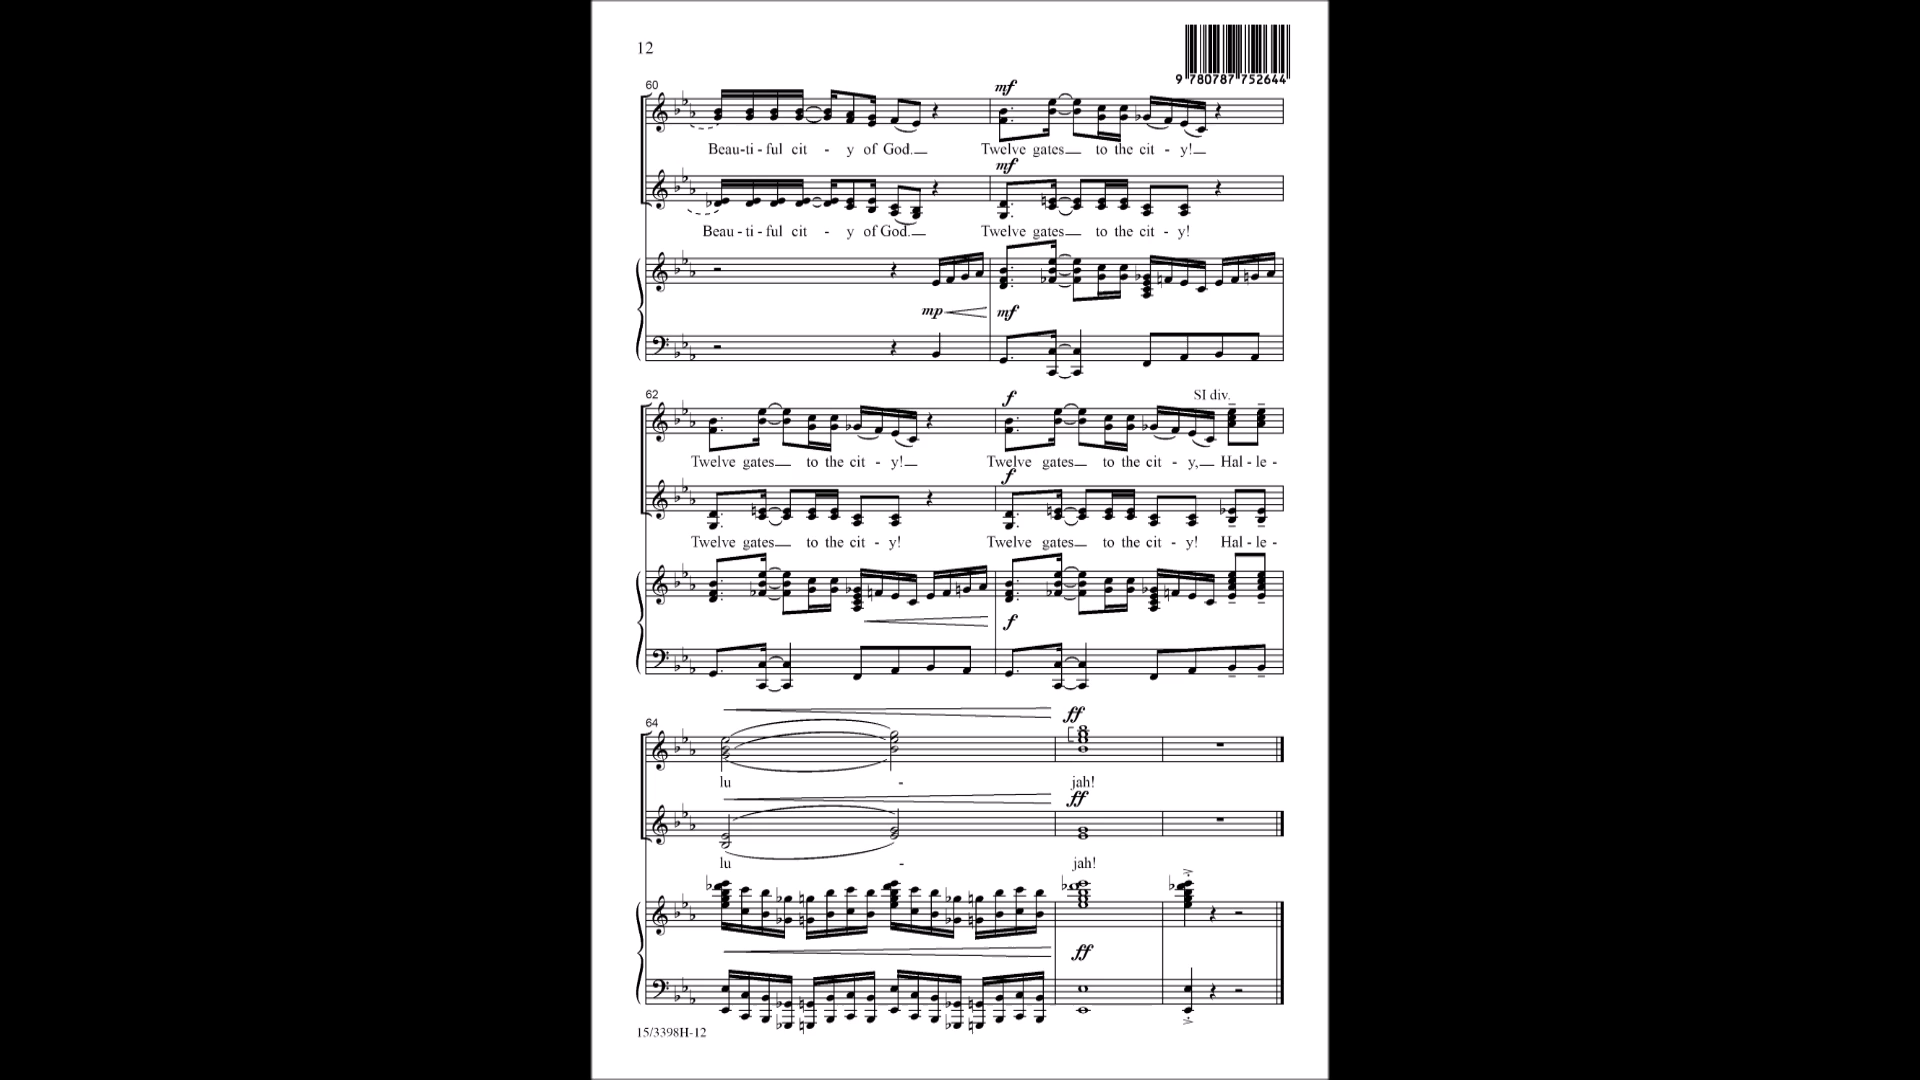 12
9 780787 752644
60
mf
Beau-ti - ful cit - y of God.
Twelve gates to the cit - y!
mf
Beau - ti - ful cit - y of God.
Twelve gates to the cit - y!
mp mf
62
f
SI div.
Twelve gates to the cit - y!
Twelve gates to the cit - y, Hal - le -
f
Twelve gates to the cit - y!
Twelve gates to the cit - y! Hal - le -
f
64
ff
lu - jah!
ff
lu - jah!
ff
15/3398H-12